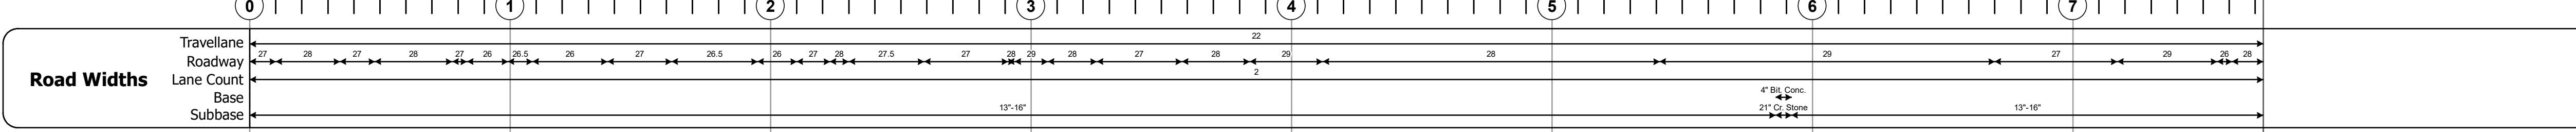 0 1 2 3 4 5 6 7
Travellane 22
Roadway 27 28 27 28 27 26 26.5 26 27 26.5 26 27 28 27.5 27 28 29 28 27 28 29 28 29 27 29 26 28
Road Widths
Lane Count 2
Base 4" Bit. Conc.
Subbase 13"-16" 21" Cr. Stone 13"-16"